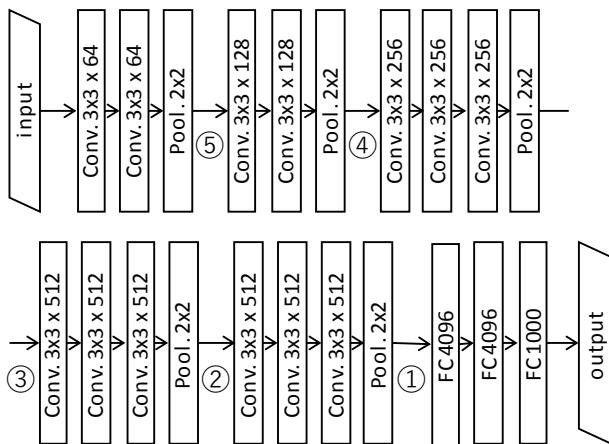 input
Conv. 3x3 x 64
Conv. 3x3 x 64
Pool. 2x2
⑤
Conv. 3x3 x 128
Conv. 3x3 x 128
Pool. 2x2
④
Conv. 3x3 x 256
Conv. 3x3 x 256
Conv. 3x3 x 256
Pool. 2x2
③
Conv. 3x3 x 512
Conv. 3x3 x 512
Conv. 3x3 x 512
Pool. 2x2
②
Conv. 3x3 x 512
Conv. 3x3 x 512
Conv. 3x3 x 512
Pool. 2x2
①
FC4096
FC4096
FC1000
output